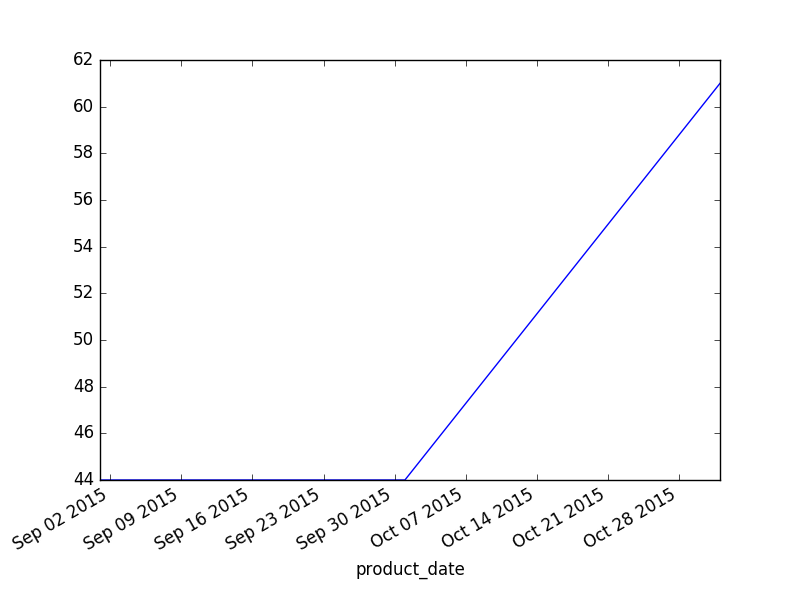 62
60
58
56
54
52
50
48
46
44
Sep 02 2015
Sep 09 2015
Sep 16 2015
Sep 23 2015
Sep 30 2015
Oct 07 2015
Oct 14 2015
Oct 21 2015
Oct 28 2015
product_date